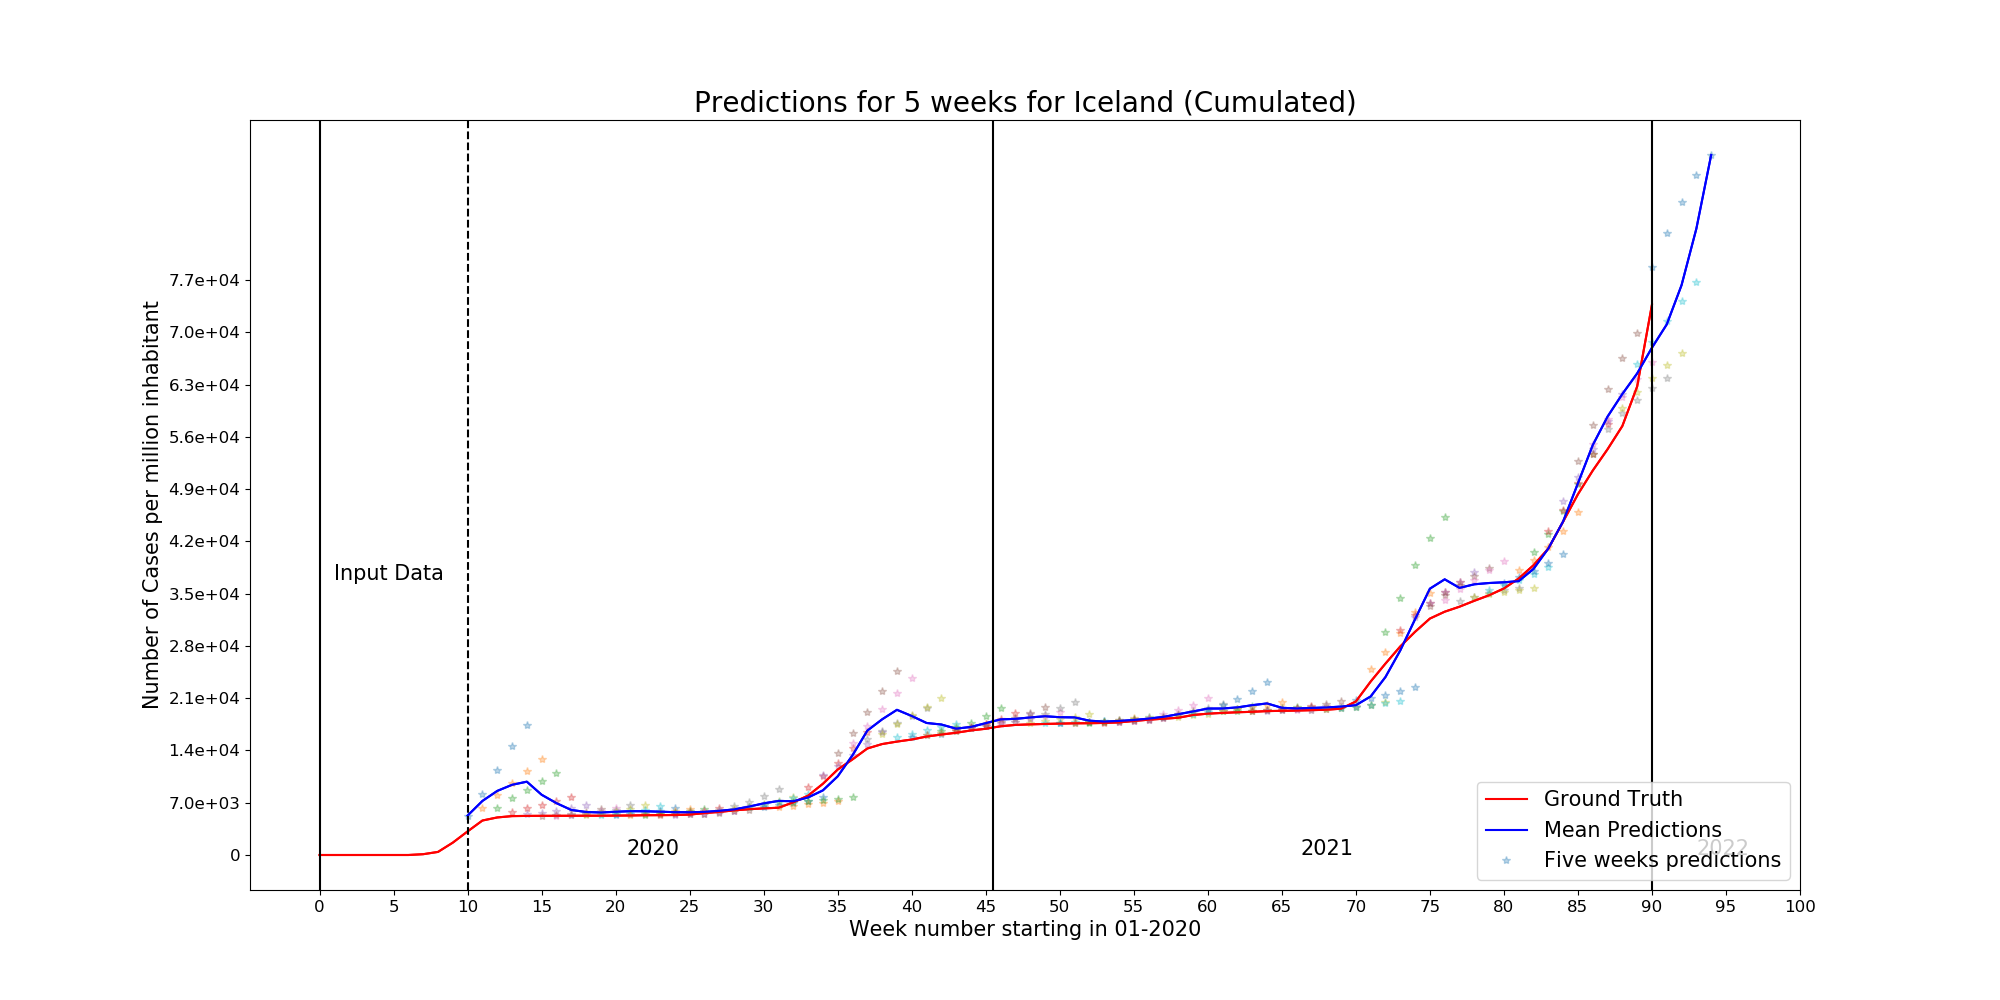 Predictions for 5 weeks for Iceland (Cumulated)
Number of Cases per million inhabitant
7.7e+04
7.0e+04
6.3e+04
5.6e+04
4.9e+04
4.2e+04
3.5e+04
2.8e+04
2.1e+04
1.4e+04
7.0e+03
0
Input Data
2020
2021
2022
Ground Truth
Mean Predictions
Five weeks predictions
0 5 10 15 20 25 30 35 40 45 50 55 60 65 70 75 80 85 90 95 100
Week number starting in 01-2020